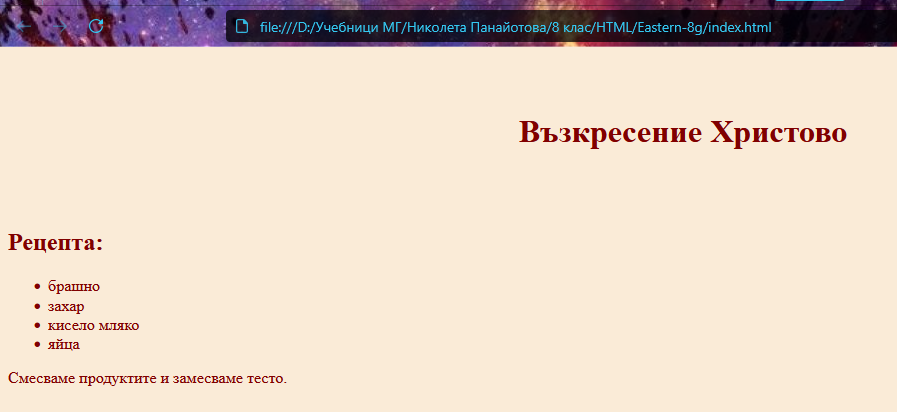 file:///D:/Учебници МГ/Николета Панайотова/8 клас/HTML/Eastern-8g/index.html
Възкресение Христово
Рецепта:
• брашно
• захар
• кисело мляко
• яйца
Смесваме продуктите и замесваме тесто.